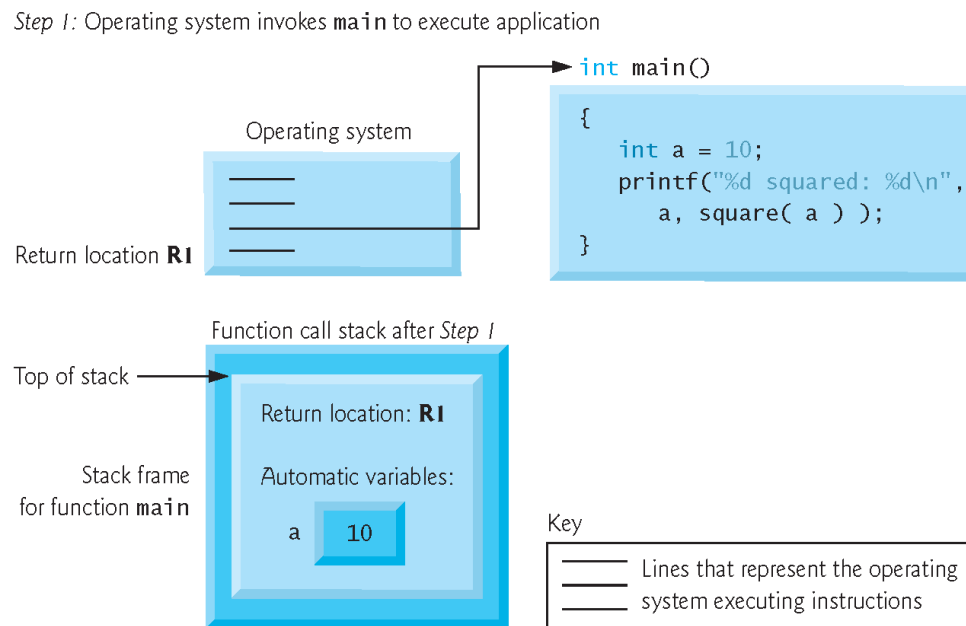 Step 1: Operating system invokes main to execute application
int main()
{
int a = 10;
printf("%d squared: %d\n",
a, square( a ) );
}
Operating system
Return location R1
Function call stack after Step 1
Top of stack
Return location: R1
Stack frame
for function main
Automatic variables:
a 10
Key
Lines that represent the operating
system executing instructions